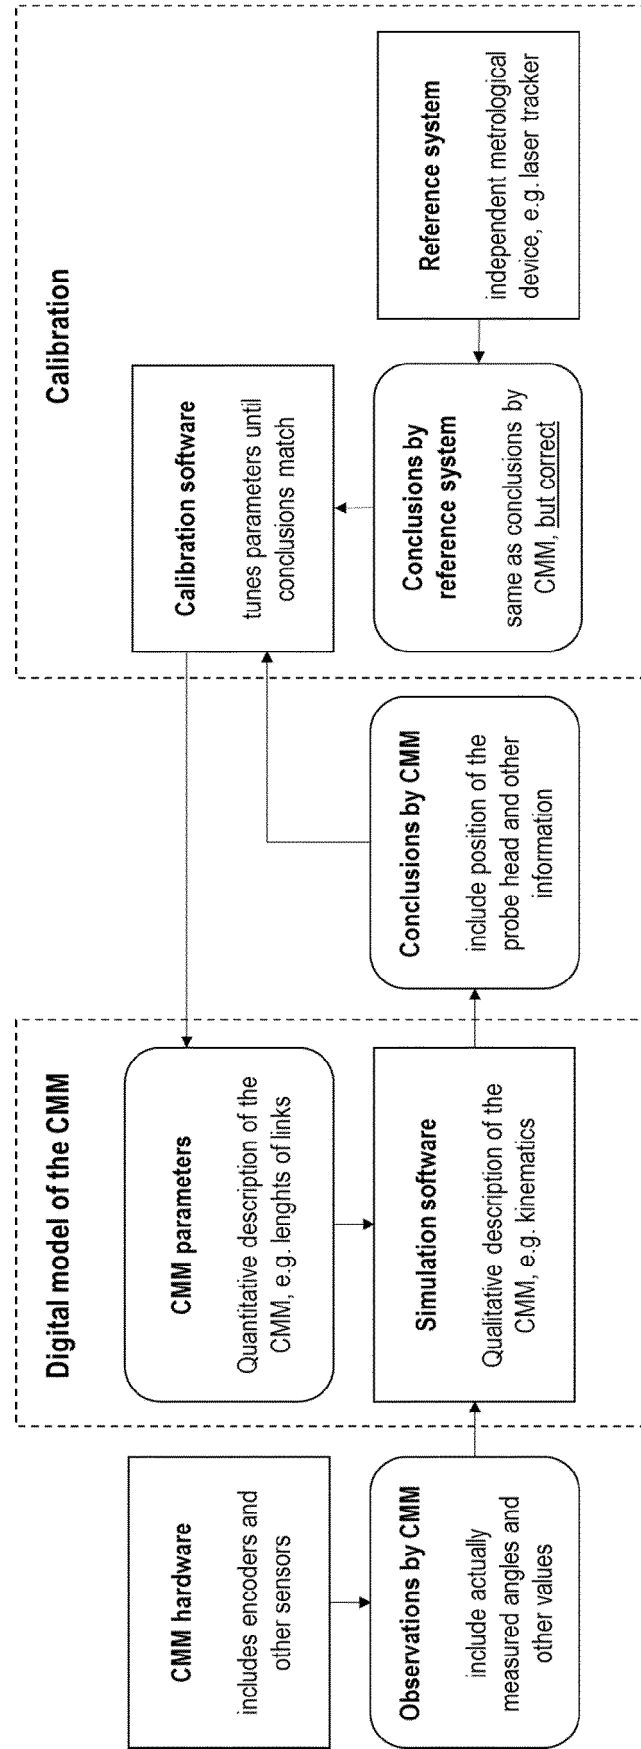 Digital model of the CMM
Calibration
CMM hardware
includes encoders and
other sensors
CMM parameters
Quantitative description of the
CMM, e.g. lenghts of links
Calibration software
tunes parameters until
conclusions match
Observations by CMM
include actually
measured angles and
other values
Simulation software
Qualitative description of the
CMM, e.g. kinematics
Conclusions by CMM
include position of the
probe head and other
information
Conclusions by
reference system
same as conclusions by
CMM, but correct
Reference system
independent metrological
device, e.g. laser tracker